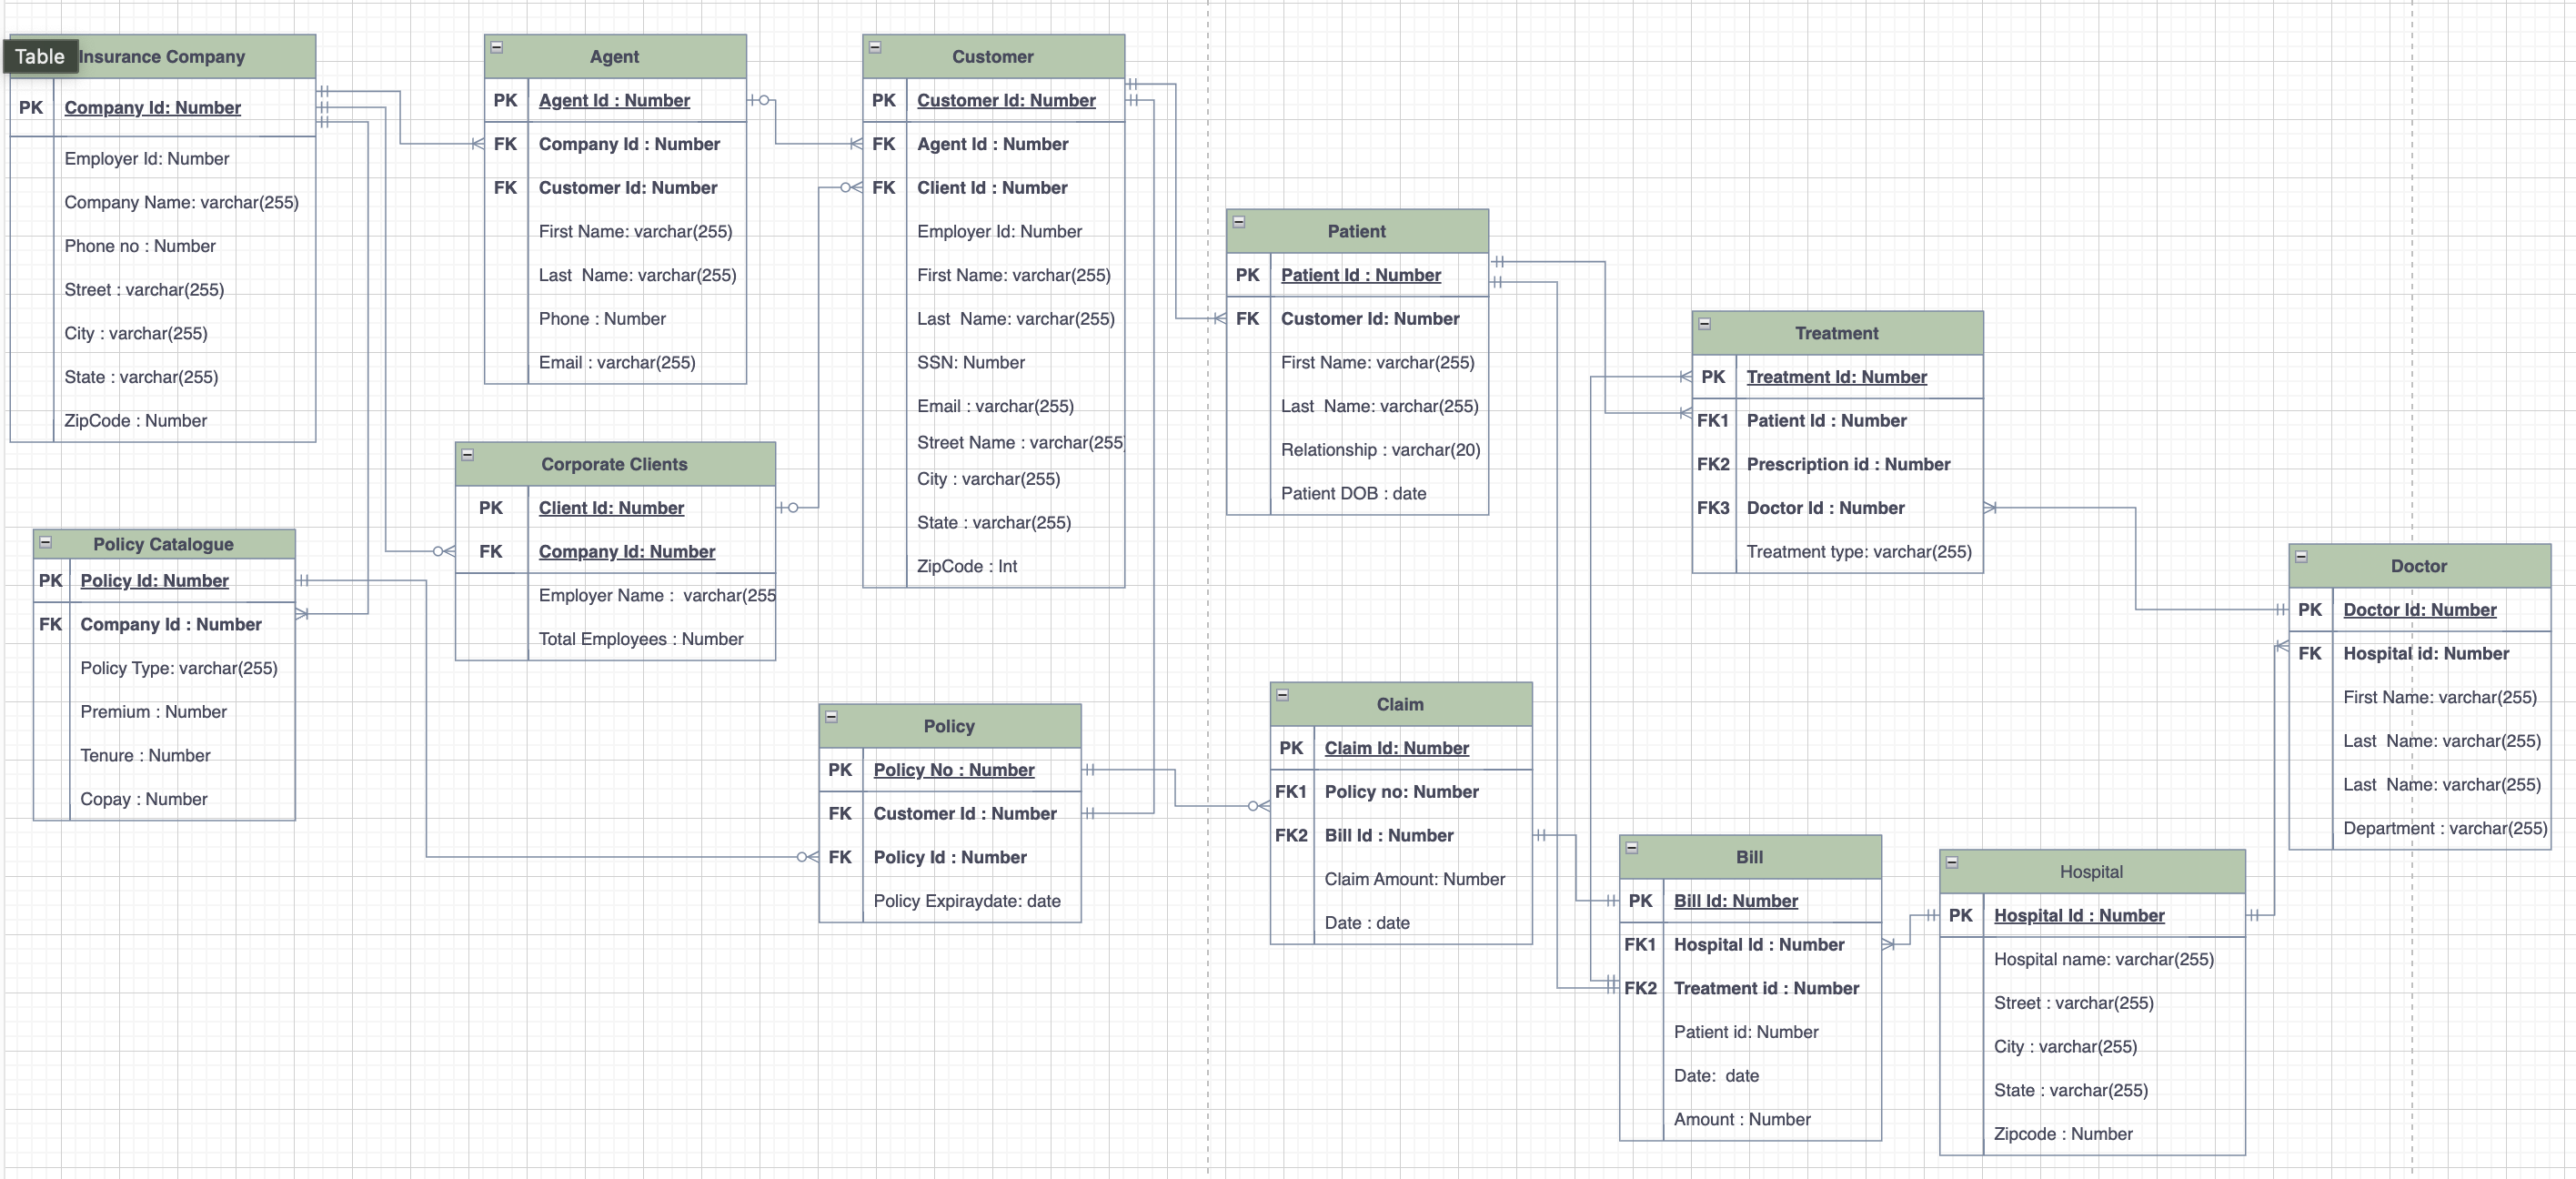 Table
Insurance Company
PK Company Id: Number
Employer Id: Number
Company Name: varchar(255)
Phone no : Number
Street : varchar(255)
City : varchar(255)
State : varchar(255)
ZipCode : Number
Agent
PK Agent Id : Number
FK Company Id : Number
FK Customer Id: Number
First Name: varchar(255)
Last Name: varchar(255)
Phone : Number
Email : varchar(255)
Customer
PK Customer Id: Number
FK Agent Id : Number
FK Client Id : Number
Employer Id: Number
First Name: varchar(255)
Last Name: varchar(255)
SSN: Number
Email : varchar(255)
Street Name : varchar(255)
City : varchar(255)
State : varchar(255)
ZipCode : Int
Patient
PK Patient Id : Number
FK Customer Id: Number
First Name: varchar(255)
Last Name: varchar(255)
Relationship : varchar(20)
Patient DOB : date
Treatment
PK Treatment Id: Number
FK1 Patient Id : Number
FK2 Prescription id : Number
FK3 Doctor Id : Number
Treatment type: varchar(255)
Corporate Clients
PK Client Id: Number
FK Company Id: Number
Employer Name : varchar(255
Total Employees : Number
Policy Catalogue
PK Policy Id: Number
FK Company Id : Number
Policy Type: varchar(255)
Premium : Number
Tenure : Number
Copay : Number
Doctor
PK Doctor Id: Number
FK Hospital id: Number
First Name: varchar(255)
Last Name: varchar(255)
Last Name: varchar(255)
Department : varchar(255)
Policy
PK Policy No : Number
FK Customer Id : Number
FK Policy Id : Number
Policy Expiraydate: date
Claim
PK Claim Id: Number
FK1 Policy no: Number
FK2 Bill Id : Number
Claim Amount: Number
Date : date
Bill
PK Bill Id: Number
FK1 Hospital Id : Number
FK2 Treatment id : Number
Patient id: Number
Date: date
Amount : Number
Hospital
PK Hospital Id : Number
Hospital name: varchar(255)
Street : varchar(255)
City : varchar(255)
State : varchar(255)
Zipcode : Number